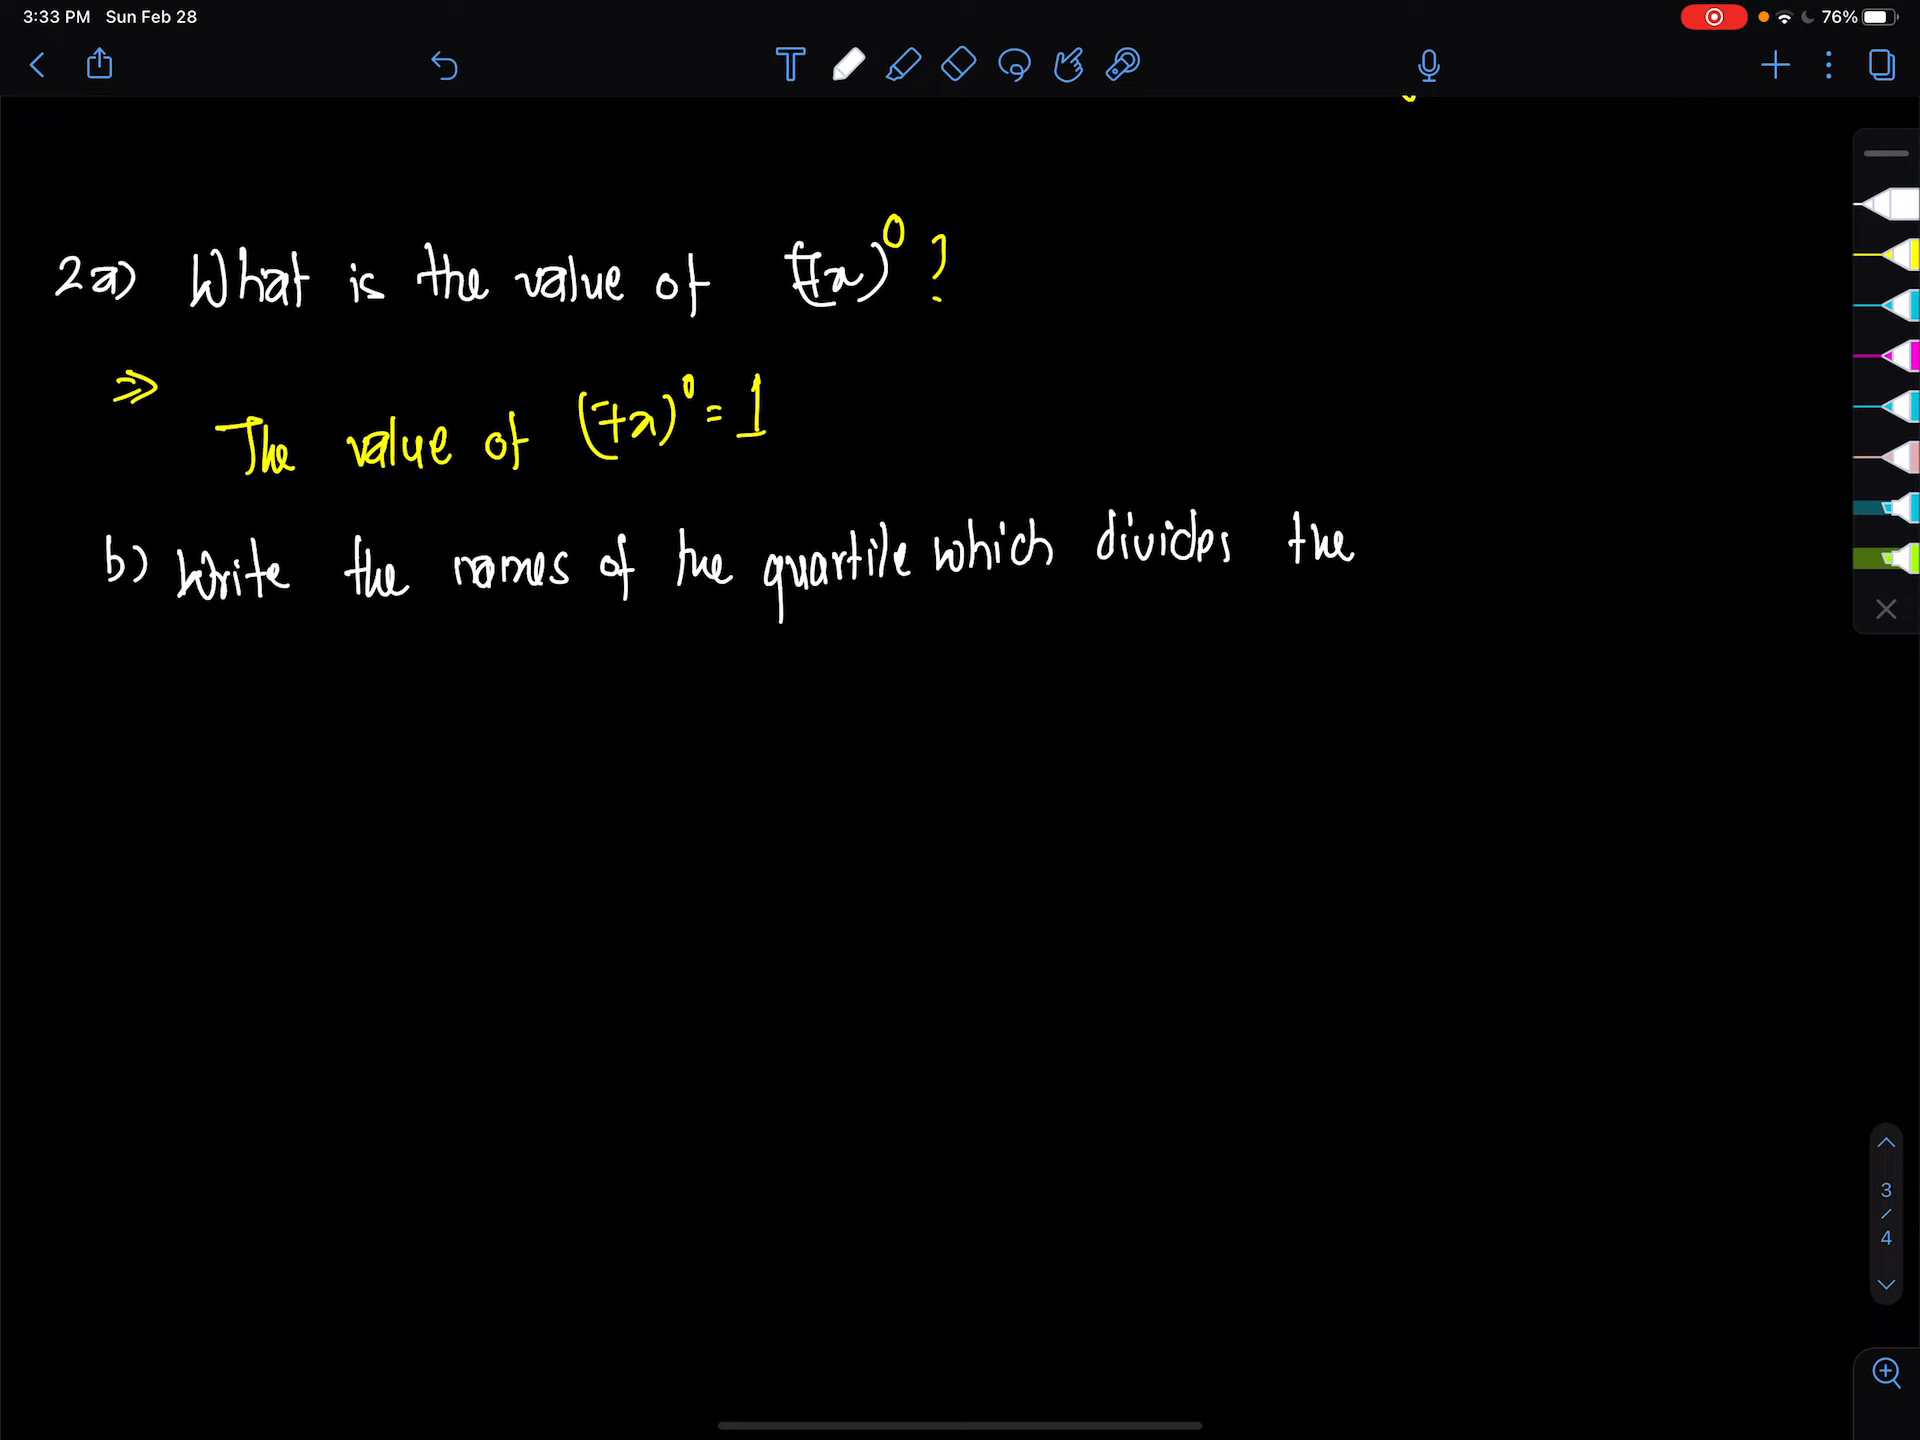 3:33 PM Sun Feb 28
76%
2a) What is the value of (7x)⁰ ?
⇒ The value of (7x)⁰ = 1
b) Write the names of the quartile which divides the
3
/
4